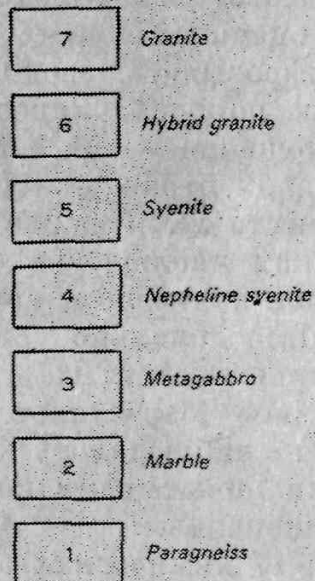 7 Granite
6 Hybrid granite
5 Syenite
4 Nepheline syenite
3 Metagabbro
2 Marble
1 Paragneiss